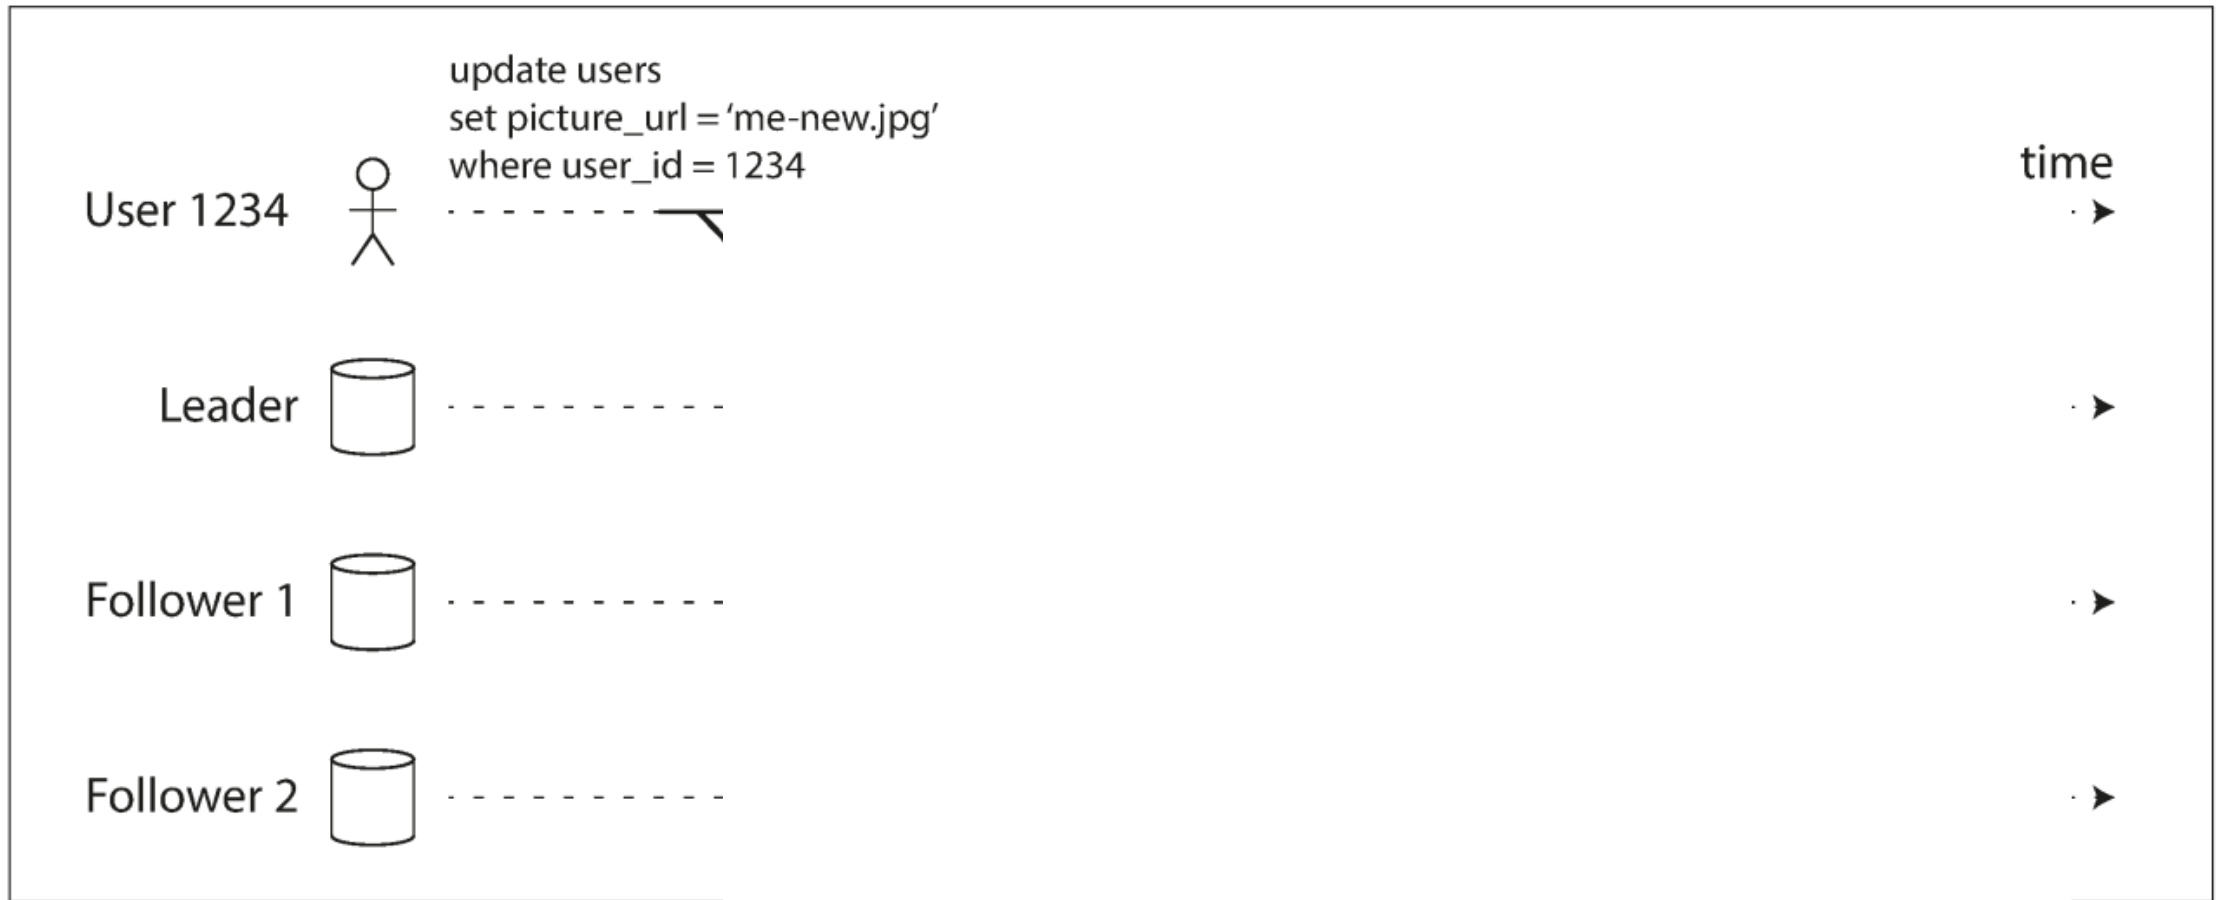 update users
set picture_url = ‘me-new.jpg’
where user_id = 1234
time
User 1234
Leader
Follower 1
Follower 2